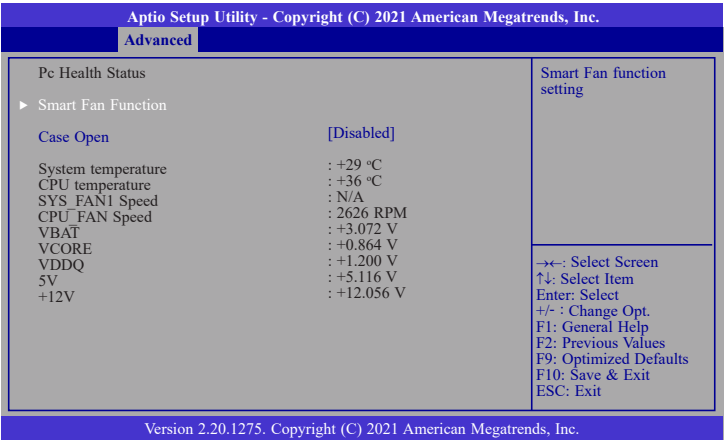 Aptio Setup Utility - Copyright (C) 2021 American Megatrends, Inc.
Advanced
Pc Health Status
► Smart Fan Function
Case Open [Disabled]
System temperature : +29 °C
CPU temperature : +36 °C
SYS_FAN1 Speed : N/A
CPU_FAN Speed : 2626 RPM
VBAT : +3.072 V
VCORE : +0.864 V
VDDQ : +1.200 V
5V : +5.116 V
+12V : +12.056 V
Smart Fan function
setting
→←: Select Screen
↑↓: Select Item
Enter: Select
+/- : Change Opt.
F1: General Help
F2: Previous Values
F9: Optimized Defaults
F10: Save & Exit
ESC: Exit
Version 2.20.1275. Copyright (C) 2021 American Megatrends, Inc.